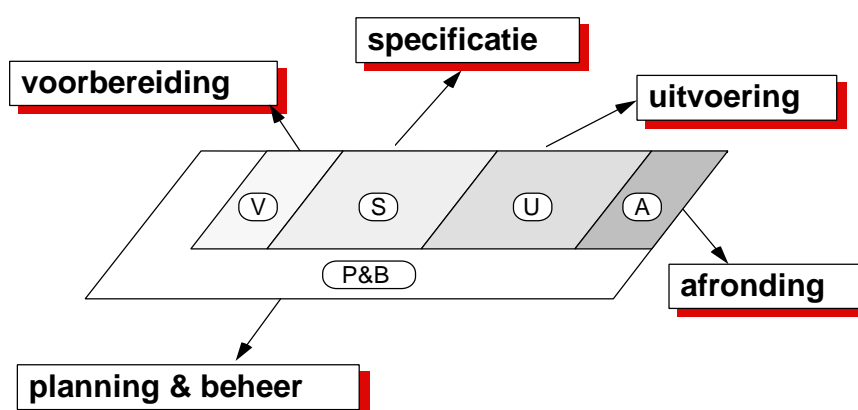 specificatie
voorbereiding
uitvoering
V
S
U
A
P&B
afronding
planning & beheer